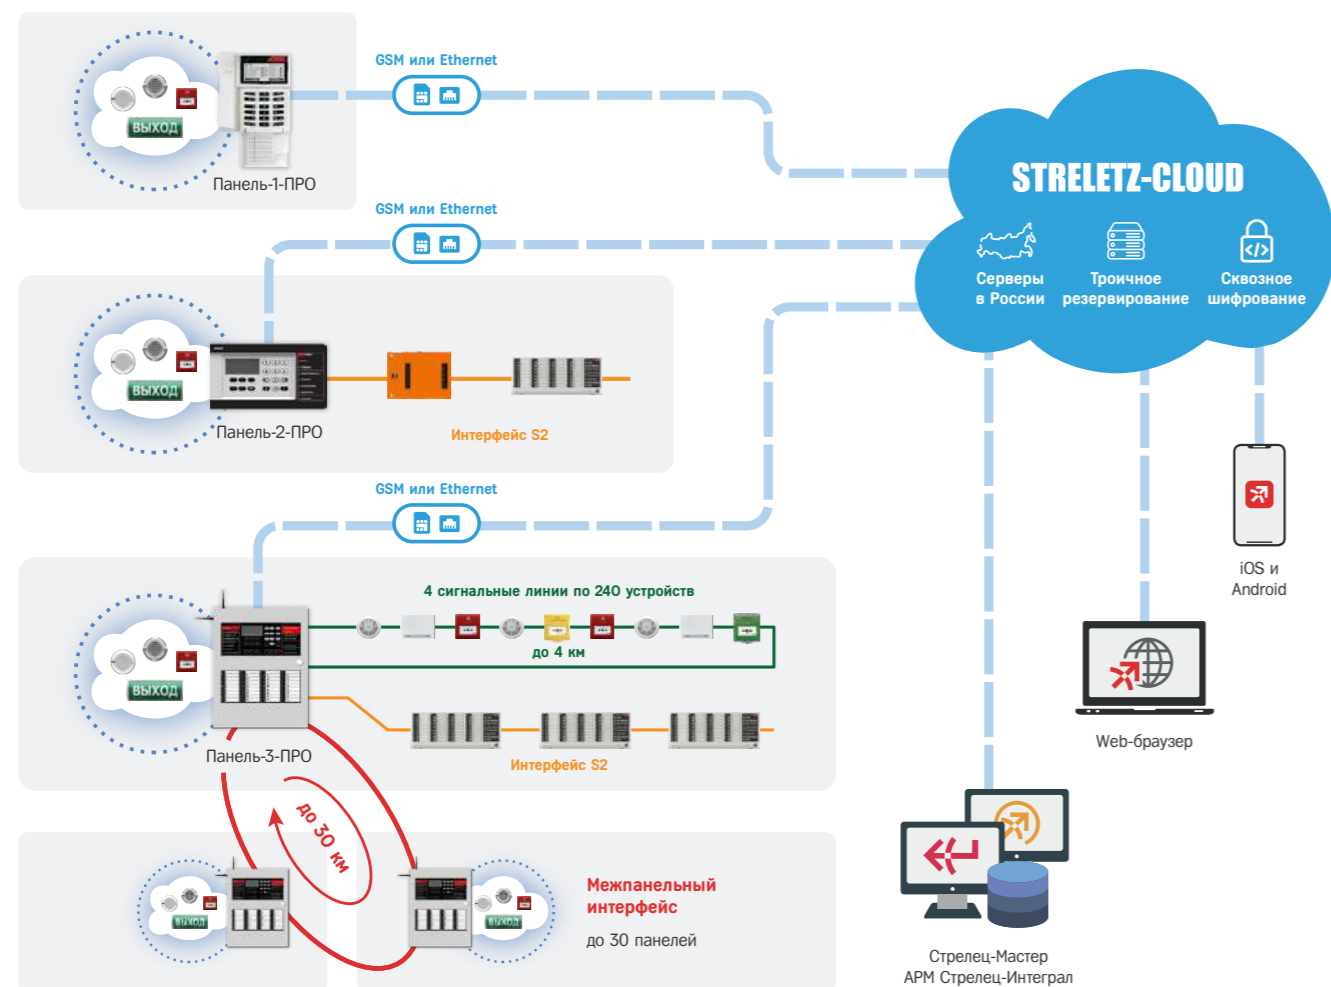 GSM или Ethernet
ВЫХОД
Панель-1-ПРО
STRELETZ-CLOUD
Серверы
в России
Троичное
резервирование
Сквозное
шифрование
GSM или Ethernet
ВЫХОД
Панель-2-ПРО
Интерфейс S2
GSM или Ethernet
4 сигнальные линии по 240 устройств
до 4 км
ВЫХОД
Панель-3-ПРО
Интерфейс S2
iOS и
Android
Web-браузер
до 30 км
ВЫХОД
ВЫХОД
Межпанельный
интерфейс
до 30 панелей
Стрелец-Мастер
АРМ Стрелец-Интеграл